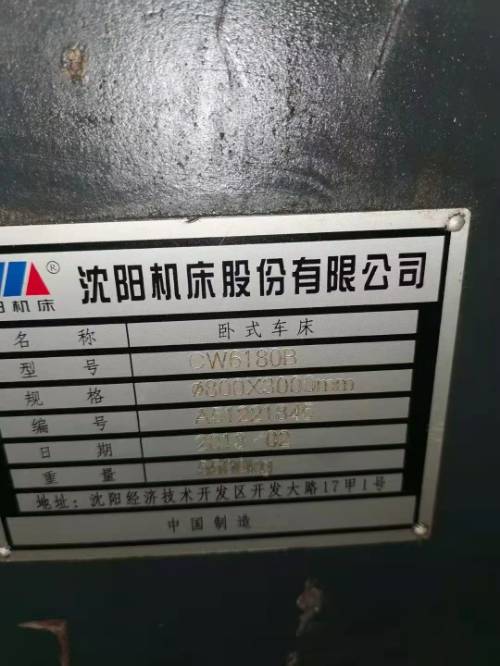 沈阳机床股份有限公司
阳机床 ®
名 称 卧式车床
型 号 CW6180B
规 格 Ø800X3000mm
编 号
日 期
重 量
地址：沈阳经济技术开发区开发大路17甲1号
中国制造